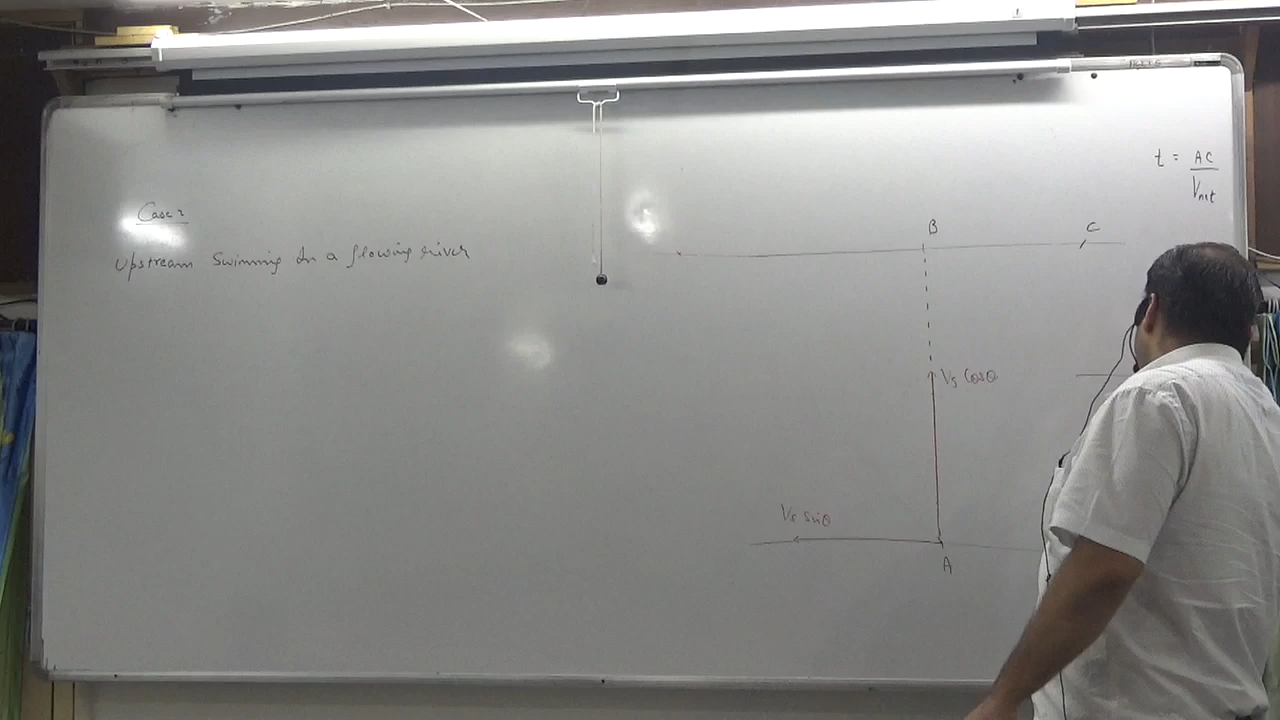 Case 2
Upstream Swimming In a flowing river
t = AC
Vnet
B
C
Vs Cosθ
Vs sinθ
A